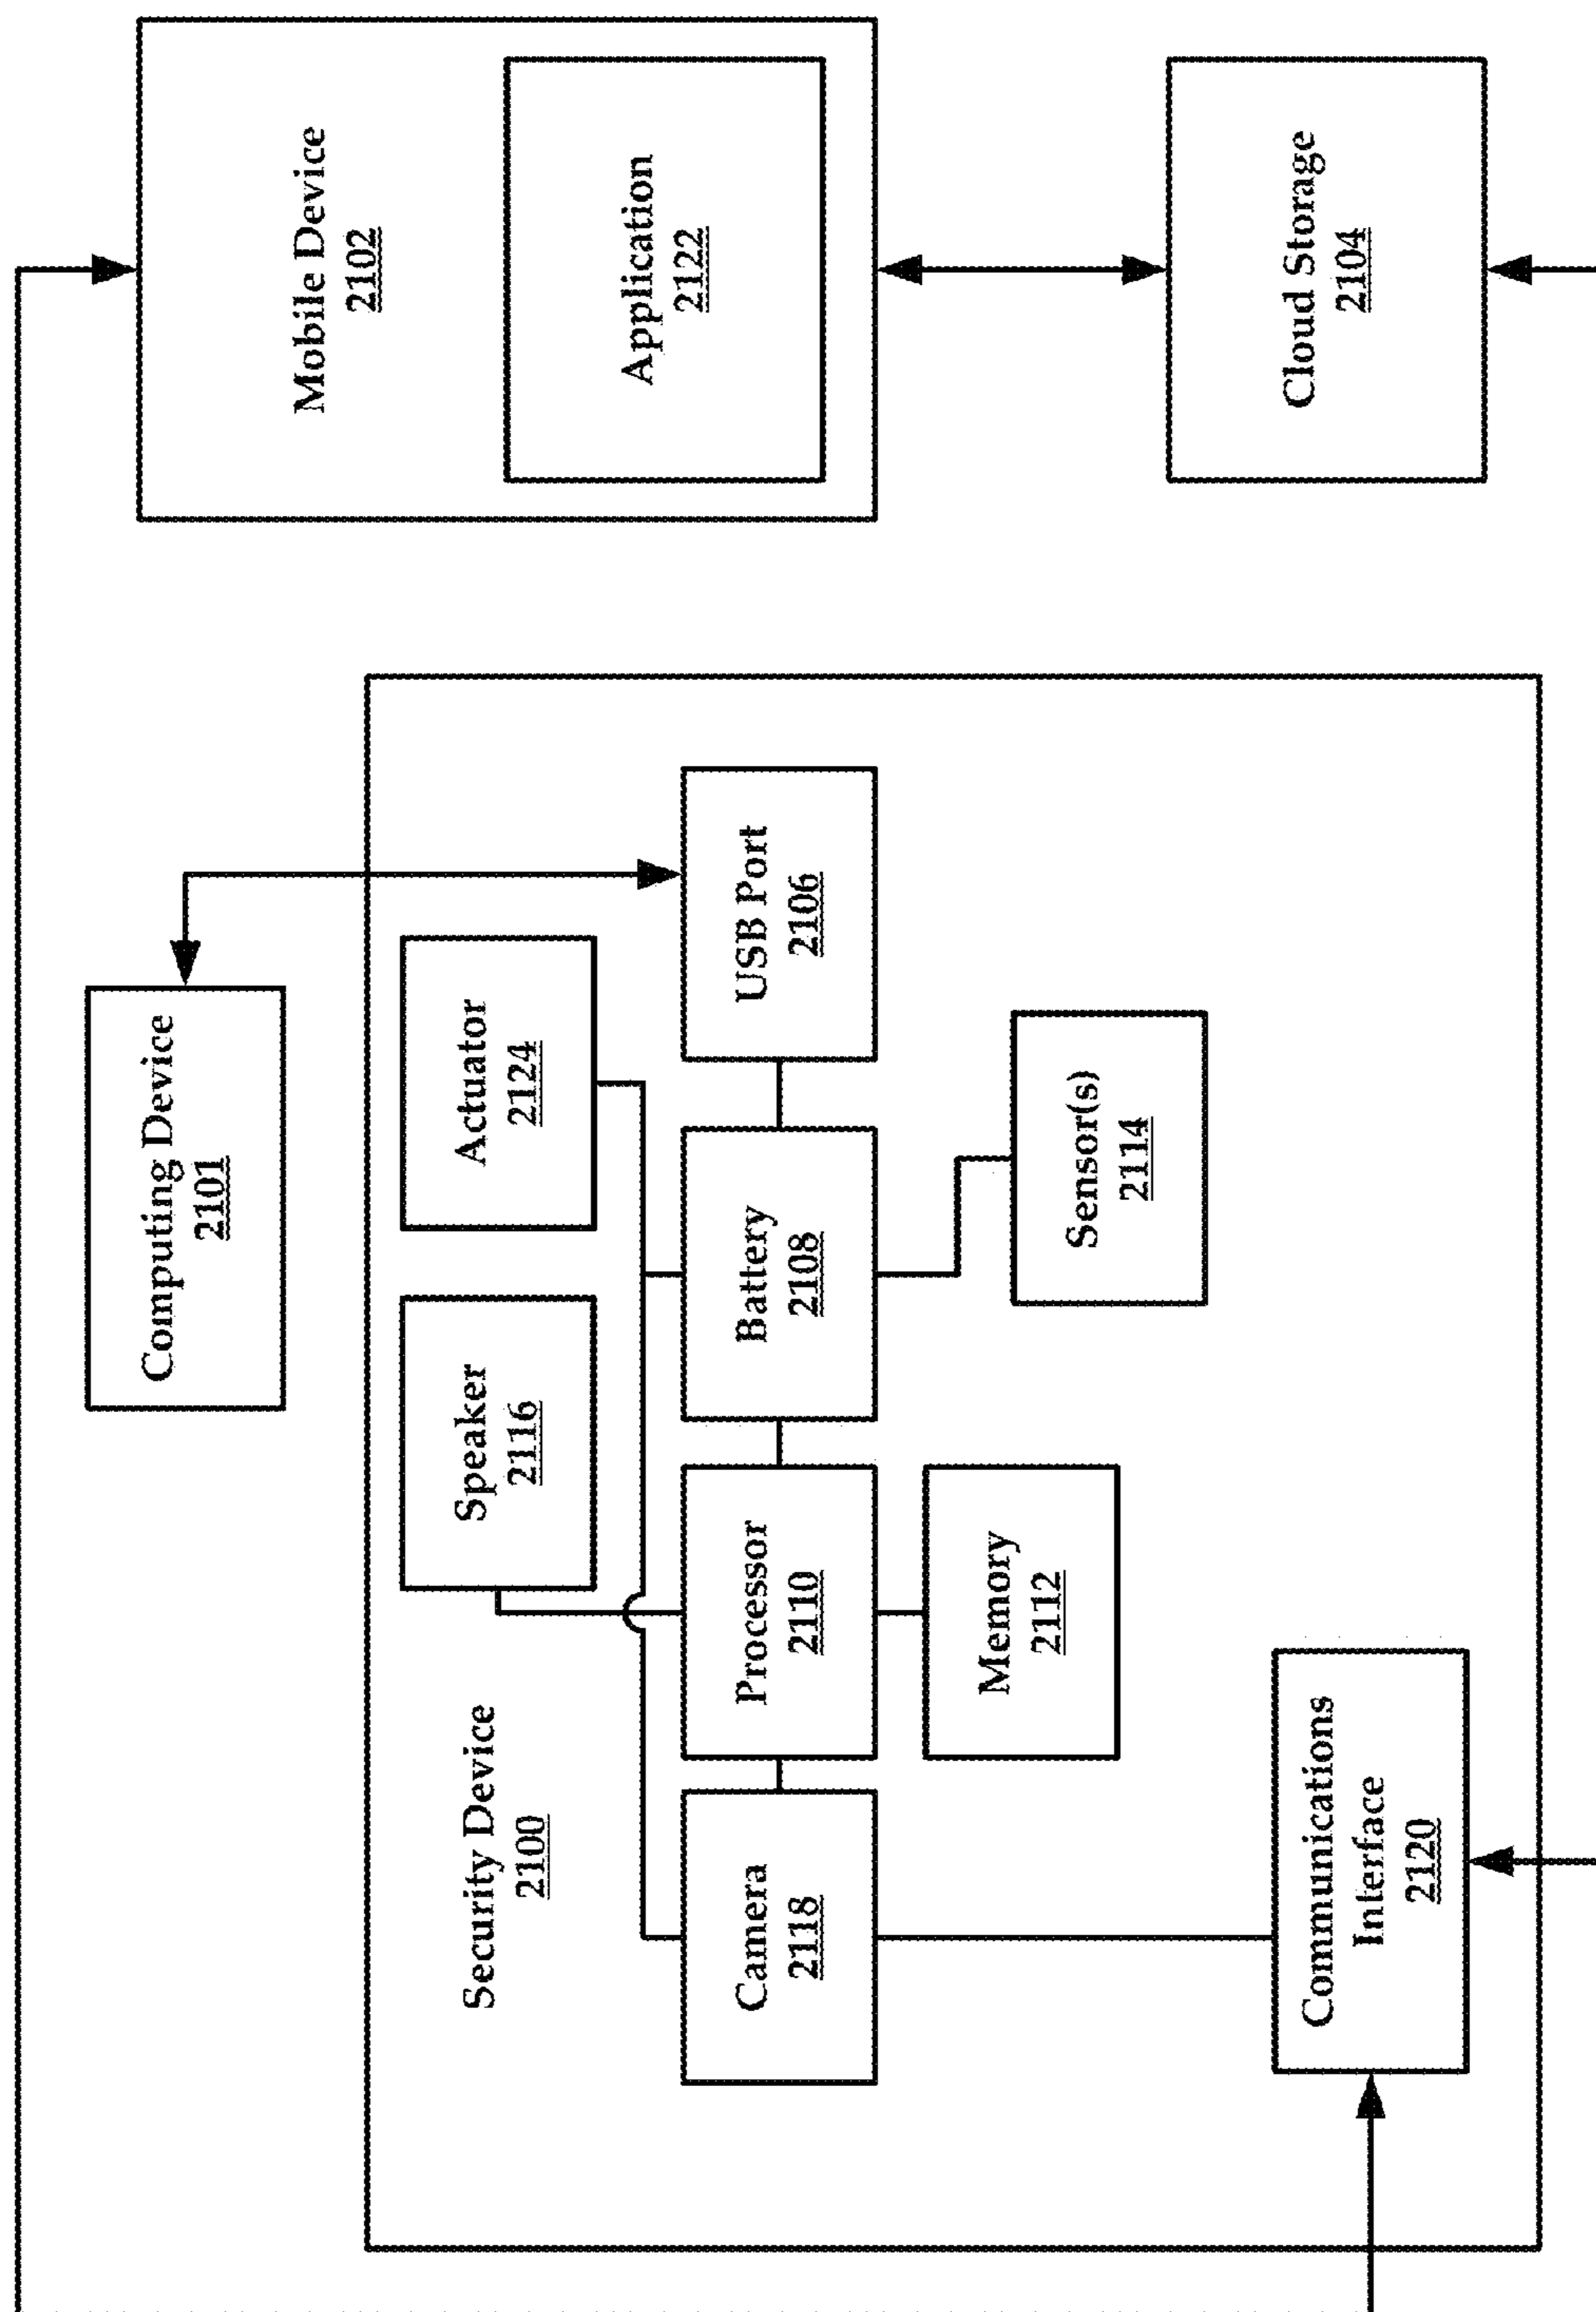 Computing Device
2101
Mobile Device
2102
Security Device
2100
Speaker
2116
Actuator
2124
Application
2122
Camera
2118
Processor
2110
Battery
2108
USB Port
2106
Memory
2112
Sensor(s)
2114
Cloud Storage
2104
Communications
Interface
2120